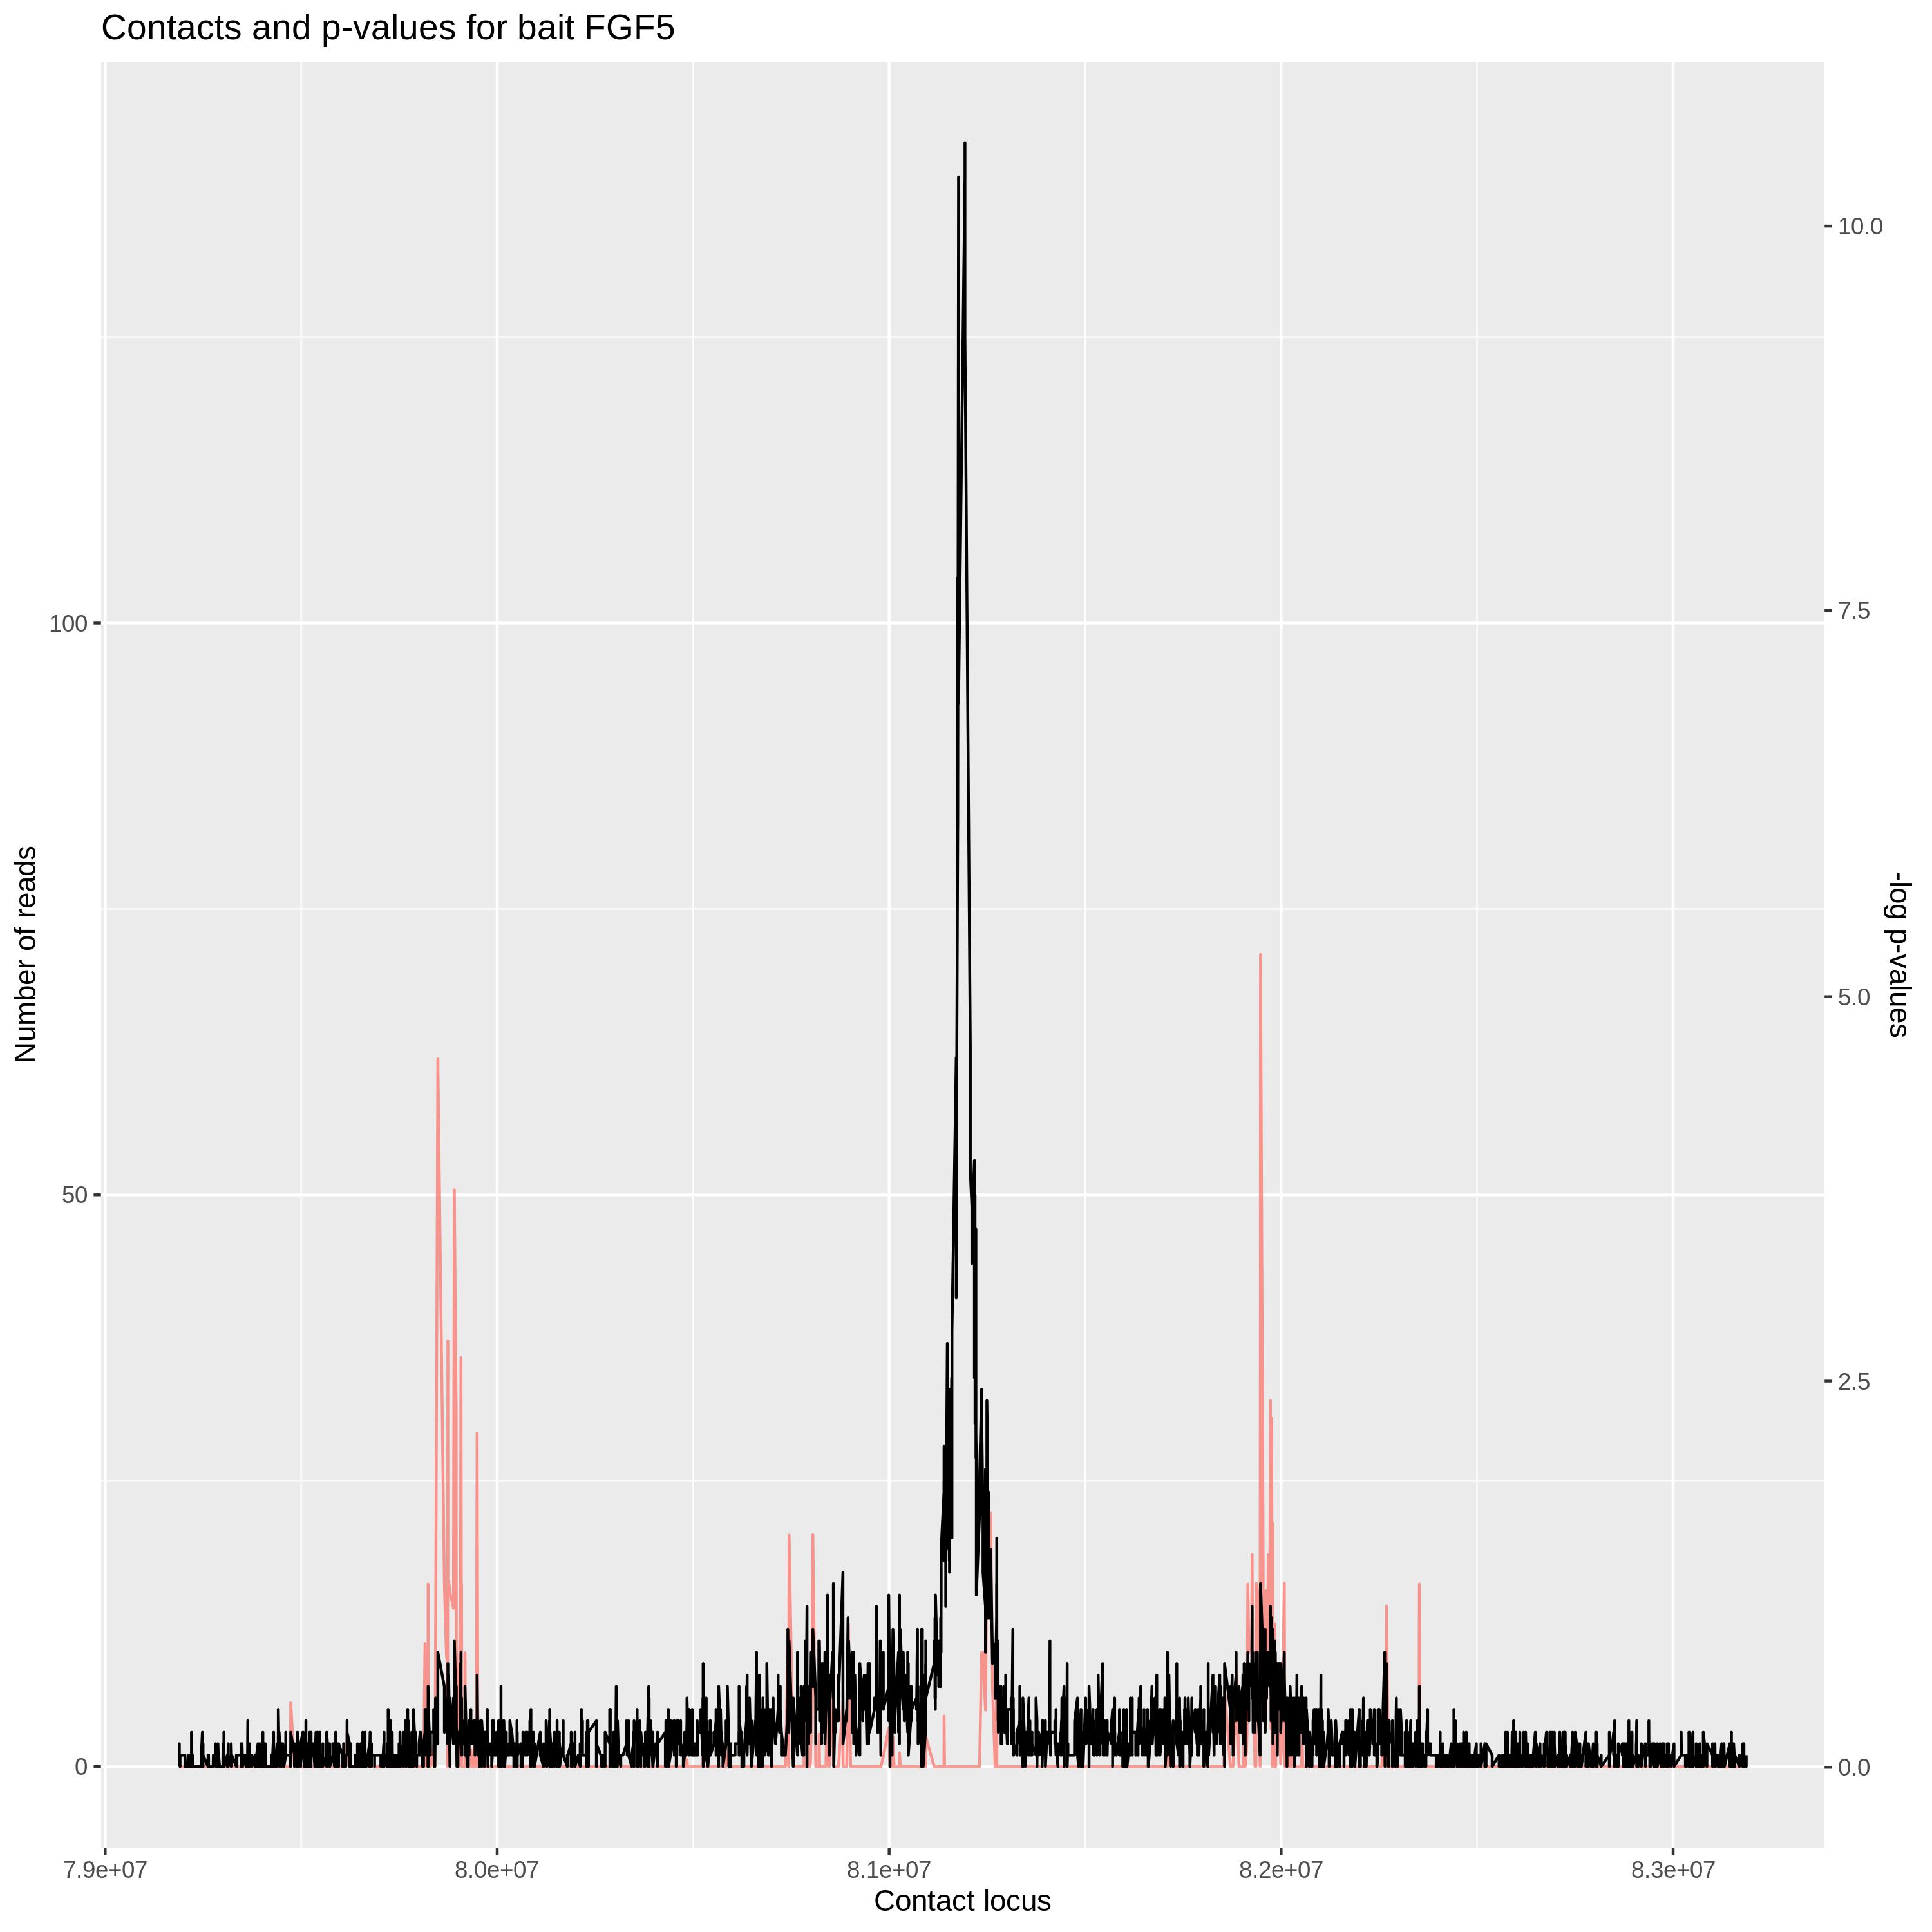 Contacts and p-values for bait FGF5
Number of reads
100
50
0
10.0
7.5
5.0
2.5
0.0
-log p-values
7.9e+07
8.0e+07
8.1e+07
8.2e+07
8.3e+07
Contact locus